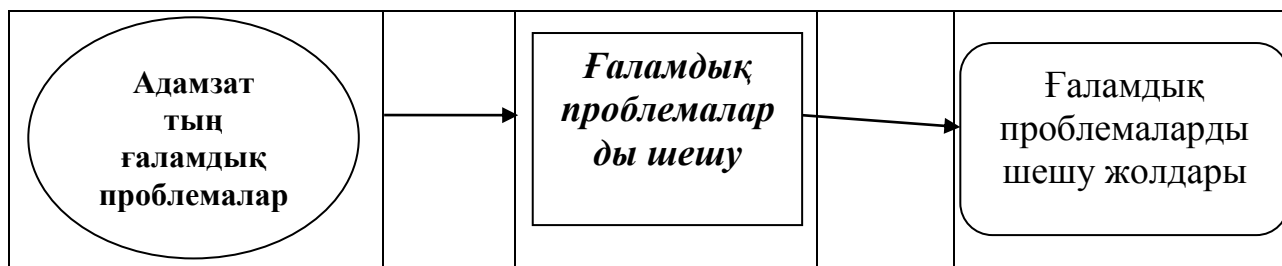 Адамзат
тың
ғаламдық
проблемалар
Ғаламдық
проблемалар
ды шешу
Ғаламдық
проблемаларды
шешу жолдары